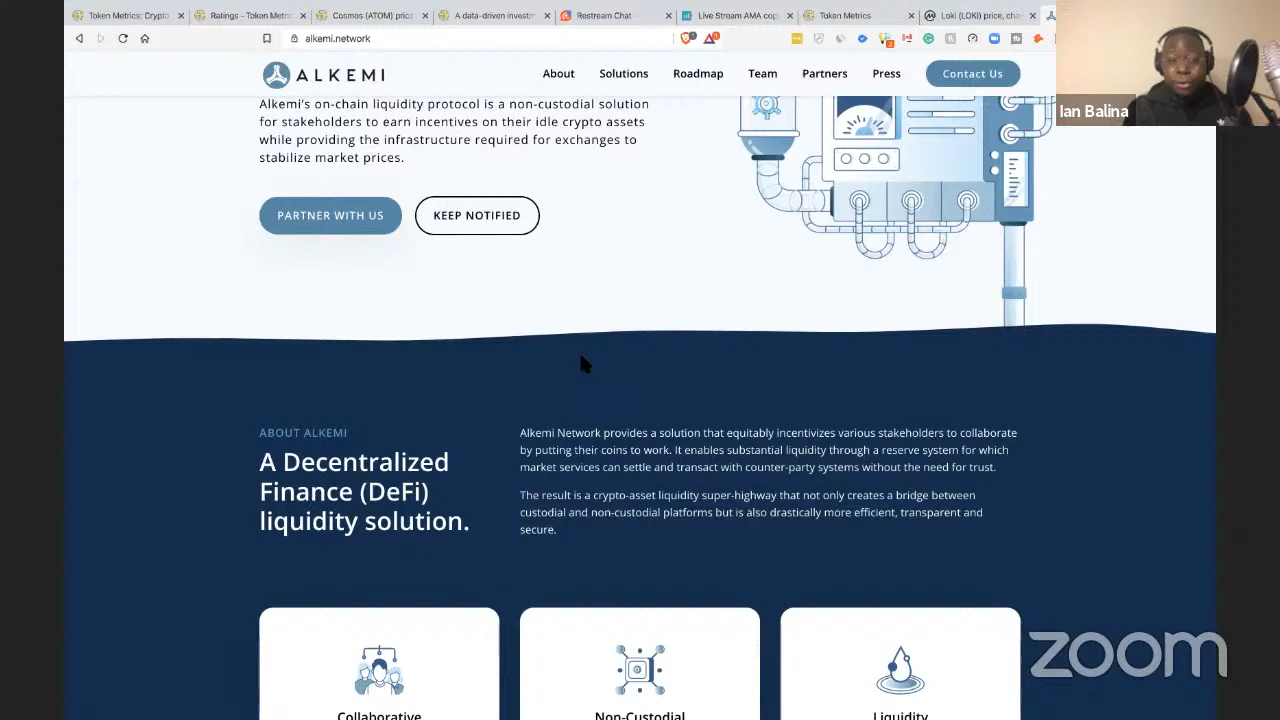 Token Metrics: Crypto
Ratings - Token Metric
Cosmos (ATOM) price
A data-driven investm
Restream Chat
Live Stream AMA cop
Token Metrics
Loki (LOKI) price, cha
alkemi.network
ALKEMI
About
Solutions
Roadmap
Team
Partners
Press
Contact Us
Ian Balina
Alkemi's on-chain liquidity protocol is a non-custodial solution
for stakeholders to earn incentives on their idle crypto assets
while providing the infrastructure required for exchanges to
stabilize market prices.
PARTNER WITH US
KEEP NOTIFIED
ABOUT ALKEMI
A Decentralized
Finance (DeFi)
liquidity solution.
Alkemi Network provides a solution that equitably incentivizes various stakeholders to collaborate
by putting their coins to work. It enables substantial liquidity through a reserve system for which
market services can settle and transact with counter-party systems without the need for trust.
The result is a crypto-asset liquidity super-highway that not only creates a bridge between
custodial and non-custodial platforms but is also drastically more efficient, transparent and
secure.
Collaborative
Non-Custodial
Liquidity
zoom